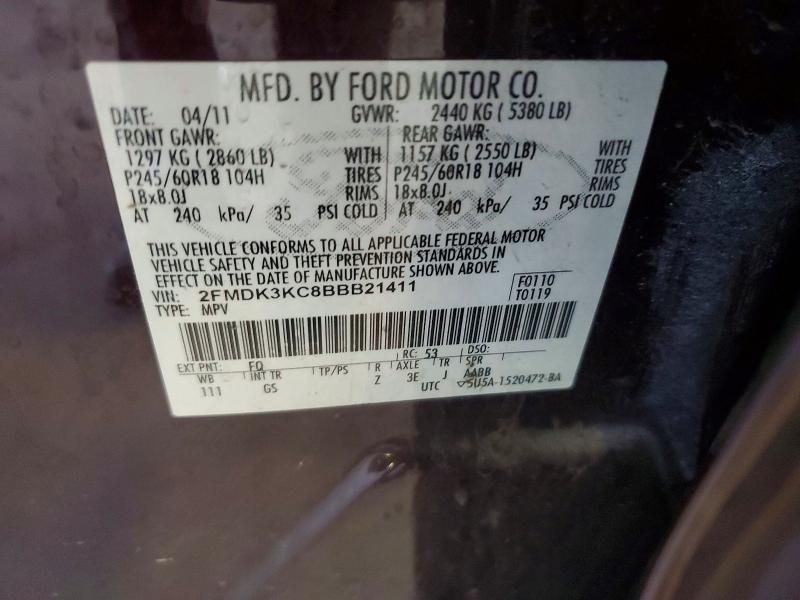 MFD. BY FORD MOTOR CO.
DATE: 04/11 GVWR: 2440 KG ( 5380 LB)
FRONT GAWR: REAR GAWR:
1297 KG ( 2860 LB) WITH 1157 KG ( 2550 LB) WITH
P245/60R18 104H TIRES P245/60R18 104H TIRES
18x8.0J RIMS 18x8.0J RIMS
AT 240 kPa/ 35 PSI COLD AT 240 kPa/ 35 PSI COLD
THIS VEHICLE CONFORMS TO ALL APPLICABLE FEDERAL MOTOR
VEHICLE SAFETY AND THEFT PREVENTION STANDARDS IN
EFFECT ON THE DATE OF MANUFACTURE SHOWN ABOVE.
VIN: 2FMDK3KC8BBB21411 F0110
TYPE: MPV T0119
EXT PNT: FQ RC: 53 DSO:
WB INT TR TP/PS R AXLE TR SPR
111 GS Z 3E J AABB
UTC 5U5A-1520472-BA